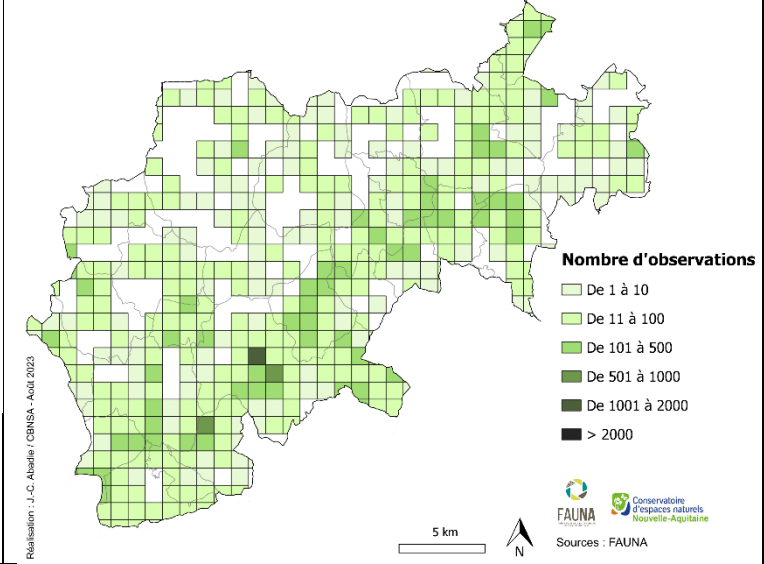 Nombre d'observations
De 1 à 10
De 11 à 100
De 101 à 500
De 501 à 1000
De 1001 à 2000
> 2000
Réalisation : J.-C. Abadie / CBNSA - Août 2023
5 km
N
FAUNA
Conservatoire
d'espaces naturels
Nouvelle-Aquitaine
Sources : FAUNA